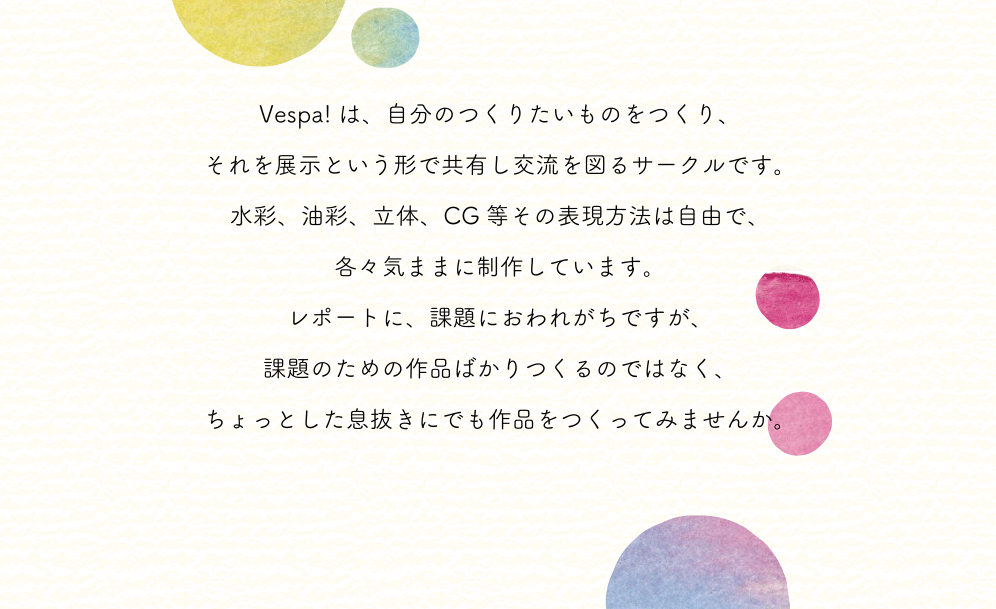 Vespa! は、自分のつくりたいものをつくり、
それを展示という形で共有し交流を図るサークルです。
水彩、油彩、立体、CG 等その表現方法は自由で、
各々気ままに制作しています。
レポートに、課題におわれがちですが、
課題のための作品ばかりつくるのではなく、
ちょっとした息抜きにでも作品をつくってみませんか。